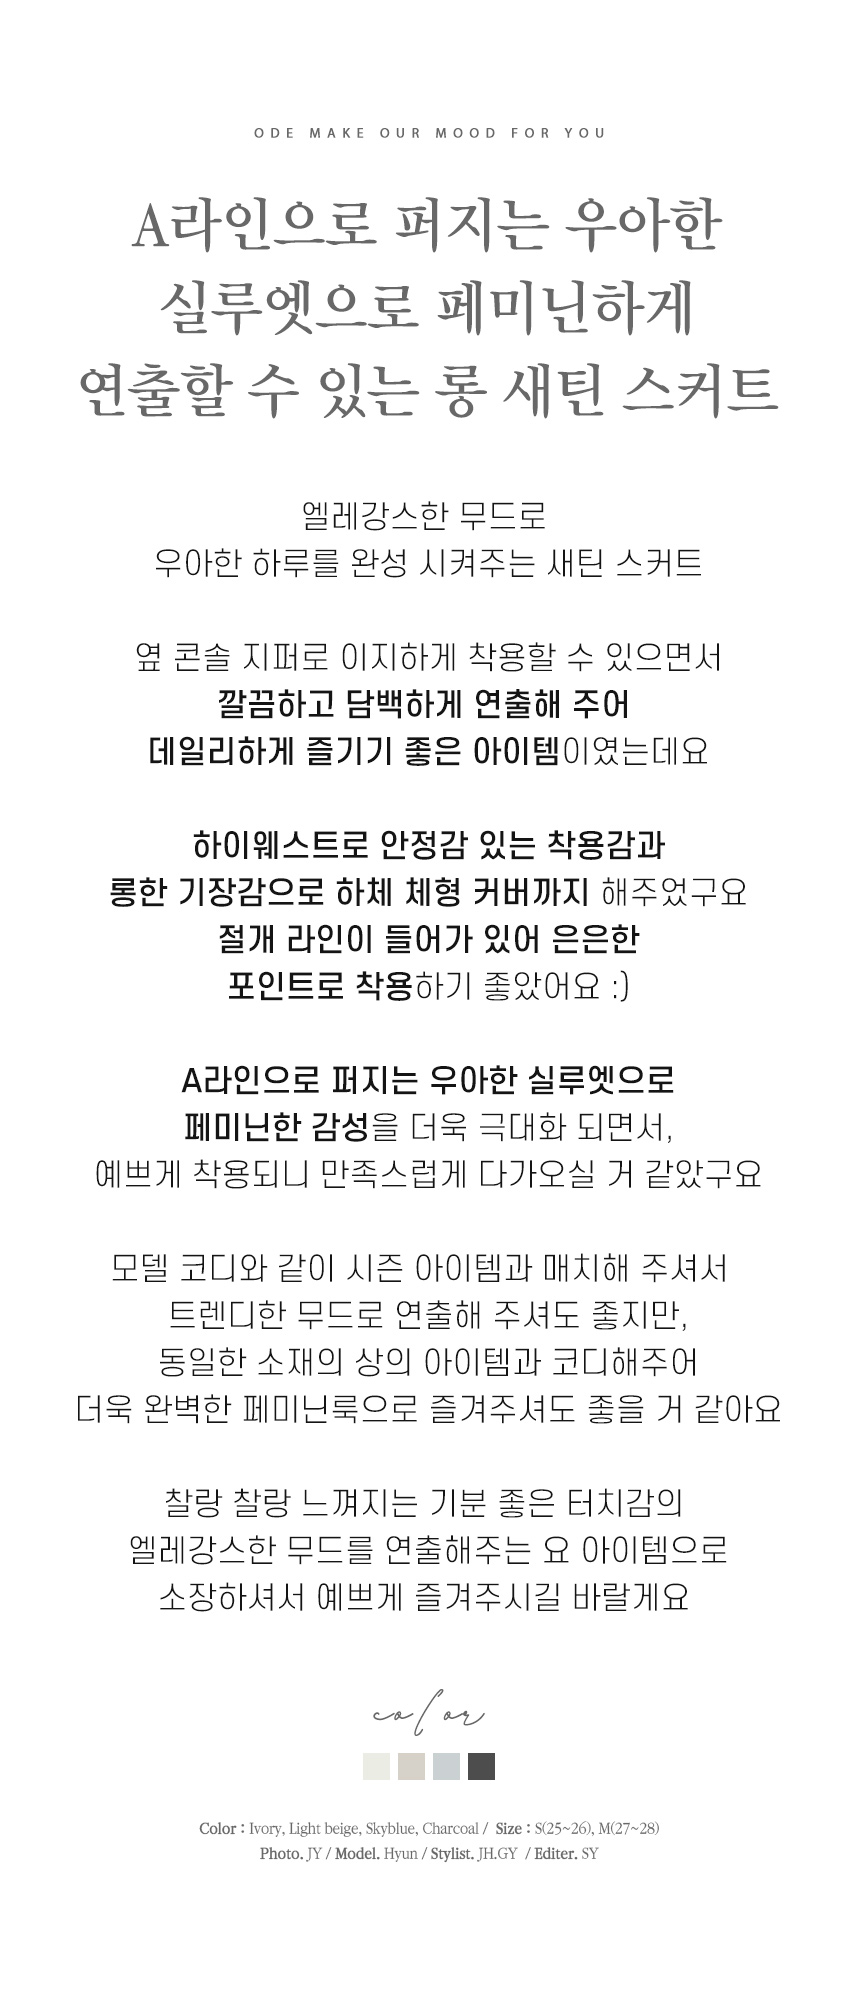 ODE MAKE OUR MOOD FOR YOU
A라인으로 퍼지는 우아한
실루엣으로 페미닌하게
연출할 수 있는 롱 새틴 스커트
엘레강스한 무드로
우아한 하루를 완성 시켜주는 새틴 스커트
옆 콘솔 지퍼로 이지하게 착용할 수 있으면서
깔끔하고 담백하게 연출해 주어
데일리하게 즐기기 좋은 아이템이였는데요
하이웨스트로 안정감 있는 착용감과
롱한 기장감으로 하체 체형 커버까지 해주었구요
절개 라인이 들어가 있어 은은한
포인트로 착용하기 좋았어요 :)
A라인으로 퍼지는 우아한 실루엣으로
페미닌한 감성을 더욱 극대화 되면서,
예쁘게 착용되니 만족스럽게 다가오실 거 같았구요
모델 코디와 같이 시즌 아이템과 매치해 주셔서
트렌디한 무드로 연출해 주셔도 좋지만,
동일한 소재의 상의 아이템과 코디해주어
더욱 완벽한 페미닌룩으로 즐겨주셔도 좋을 거 같아요
찰랑 찰랑 느껴지는 기분 좋은 터치감의
엘레강스한 무드를 연출해주는 요 아이템으로
소장하셔서 예쁘게 즐겨주시길 바랄게요
color
Color : Ivory, Light beige, Skyblue, Charcoal / Size : S(25~26), M(27~28)
Photo. JY / Model. Hyun / Stylist. JH.GY / Editer. SY